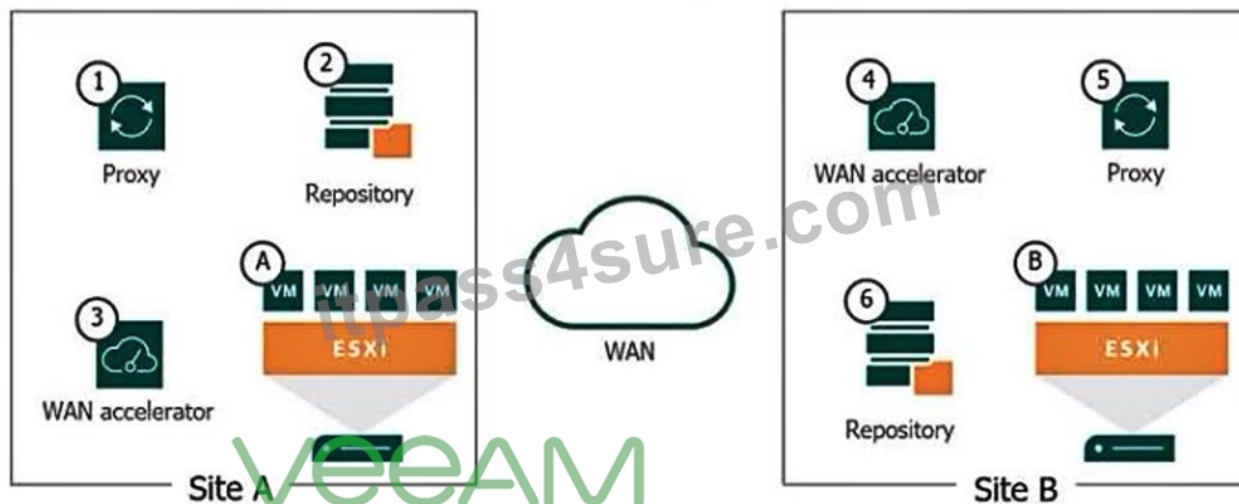 1
Proxy
2
Repository
3
WAN accelerator
A
VM VM VM VM
ESXi
Site A
WAN
4
WAN accelerator
5
Proxy
6
Repository
B
VM VM VM VM
ESXi
Site B
itpass4sure.com
veeAM